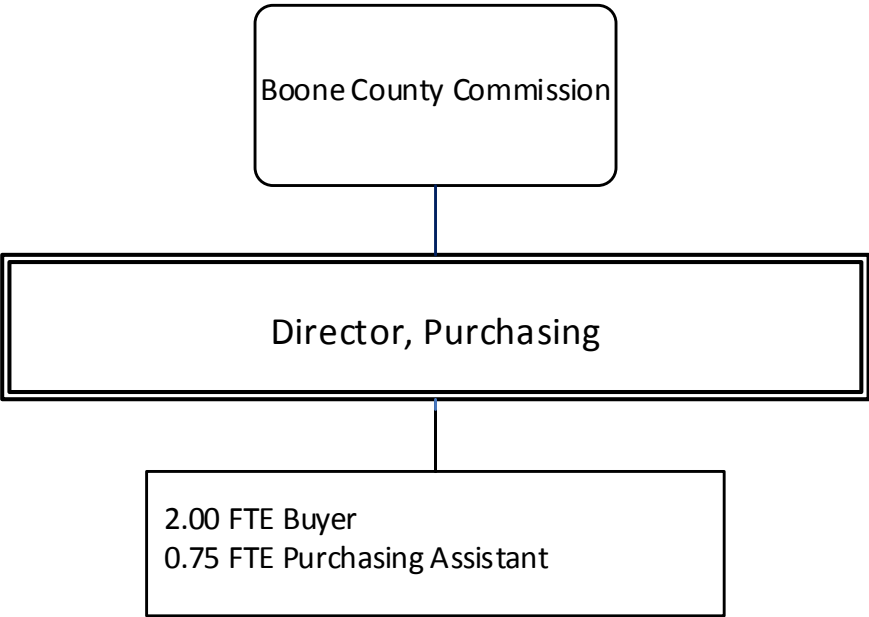 Boone County Commission
Director, Purchasing
2.00 FTE Buyer
0.75 FTE Purchasing Assistant